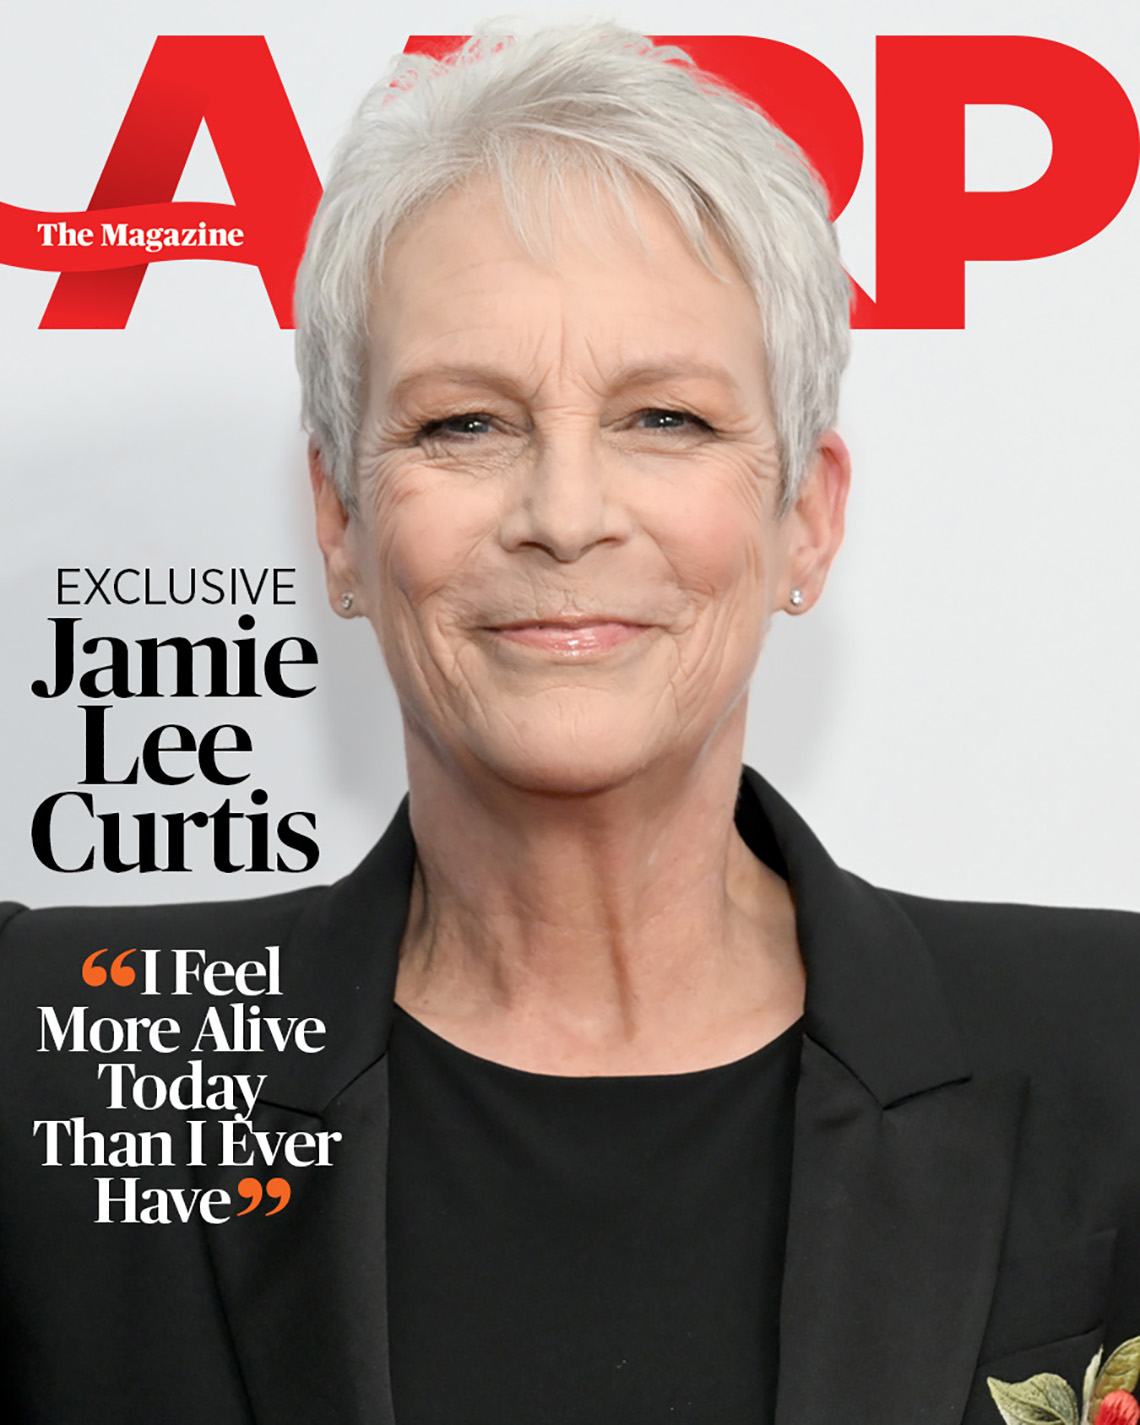 AARP
The Magazine
EXCLUSIVE
Jamie
Lee
Curtis
“I Feel
More Alive
Today
Than I Ever
Have”